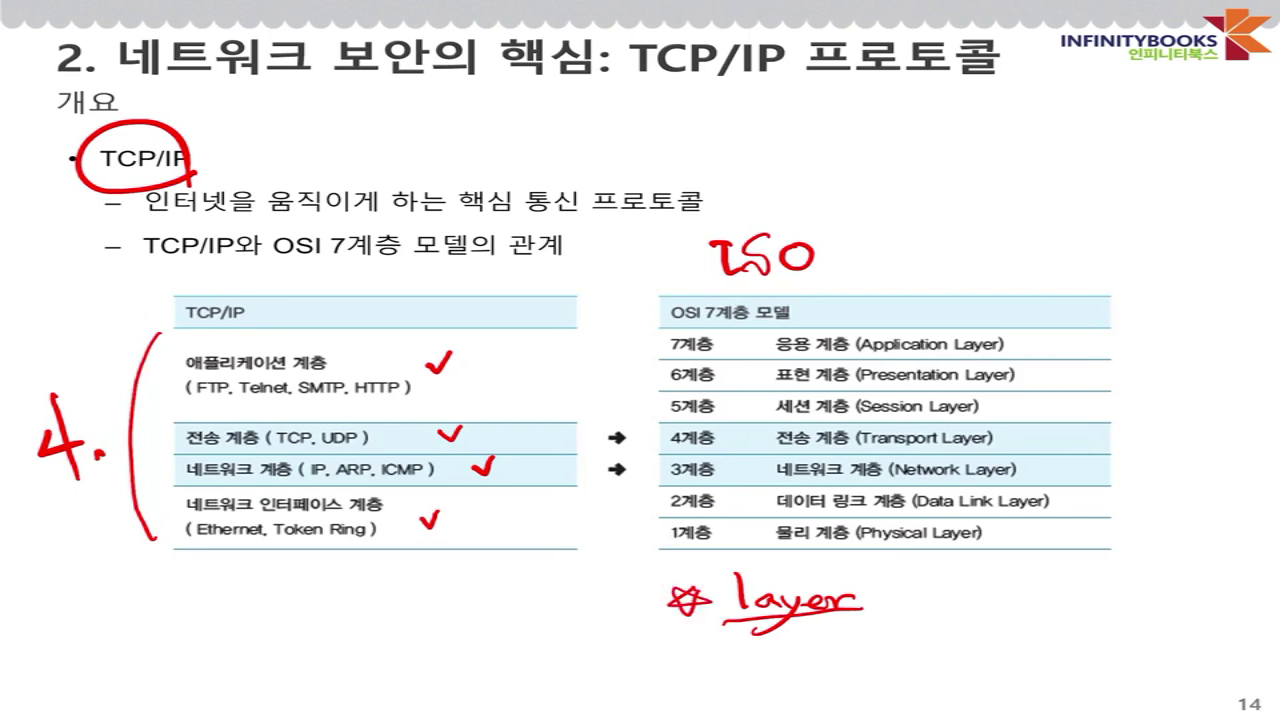 INFINITYBOOKS
인피니티북스
2. 네트워크 보안의 핵심: TCP/IP 프로토콜
개요
• TCP/IP
– 인터넷을 움직이게 하는 핵심 통신 프로토콜
– TCP/IP와 OSI 7계층 모델의 관계
ISO
4.
TCP/IP
애플리케이션 계층
( FTP, Telnet, SMTP, HTTP )
전송 계층 ( TCP, UDP )
네트워크 계층 ( IP, ARP, ICMP )
네트워크 인터페이스 계층
( Ethernet, Token Ring )
OSI 7계층 모델
7계층 응용 계층 (Application Layer)
6계층 표현 계층 (Presentation Layer)
5계층 세션 계층 (Session Layer)
➔ 4계층 전송 계층 (Transport Layer)
➔ 3계층 네트워크 계층 (Network Layer)
2계층 데이터 링크 계층 (Data Link Layer)
1계층 물리 계층 (Physical Layer)
☆ layer
14